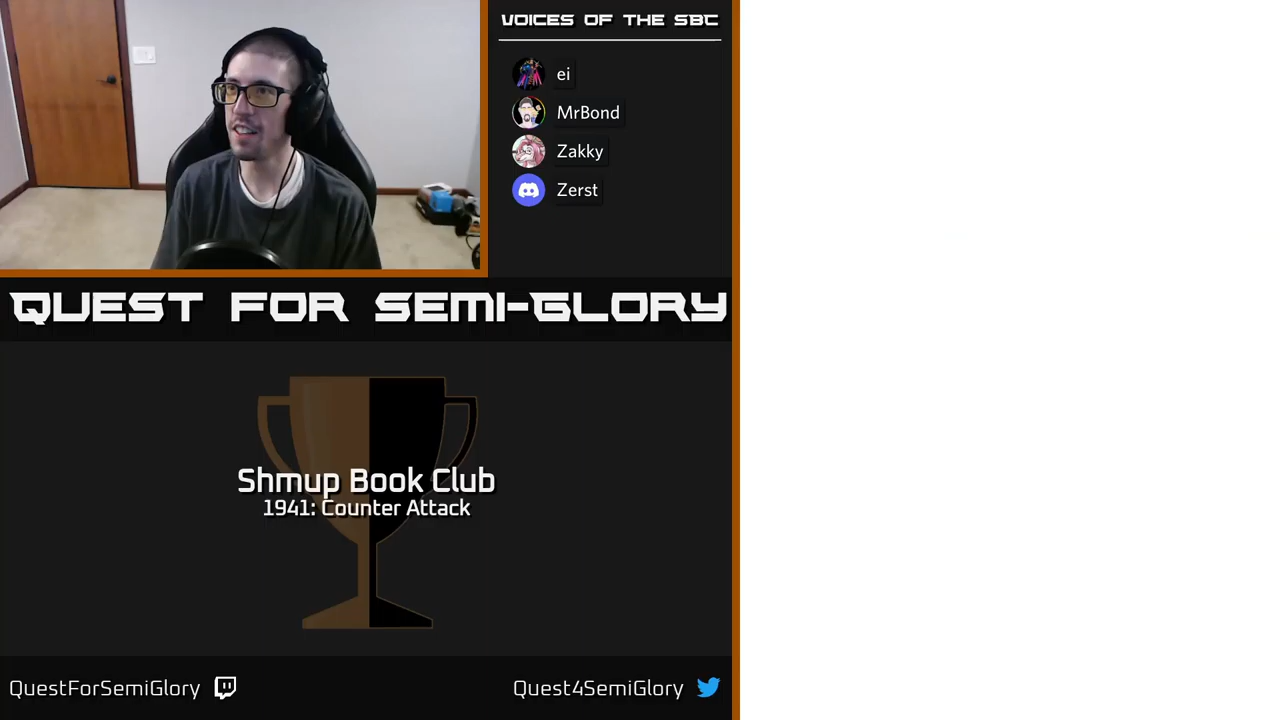 VOICES OF THE SBC
ei
MrBond
Zakky
Zerst
QUEST FOR SEMI-GLORY
Shmup Book Club
1941: Counter Attack
QuestForSemiGlory
Quest4SemiGlory